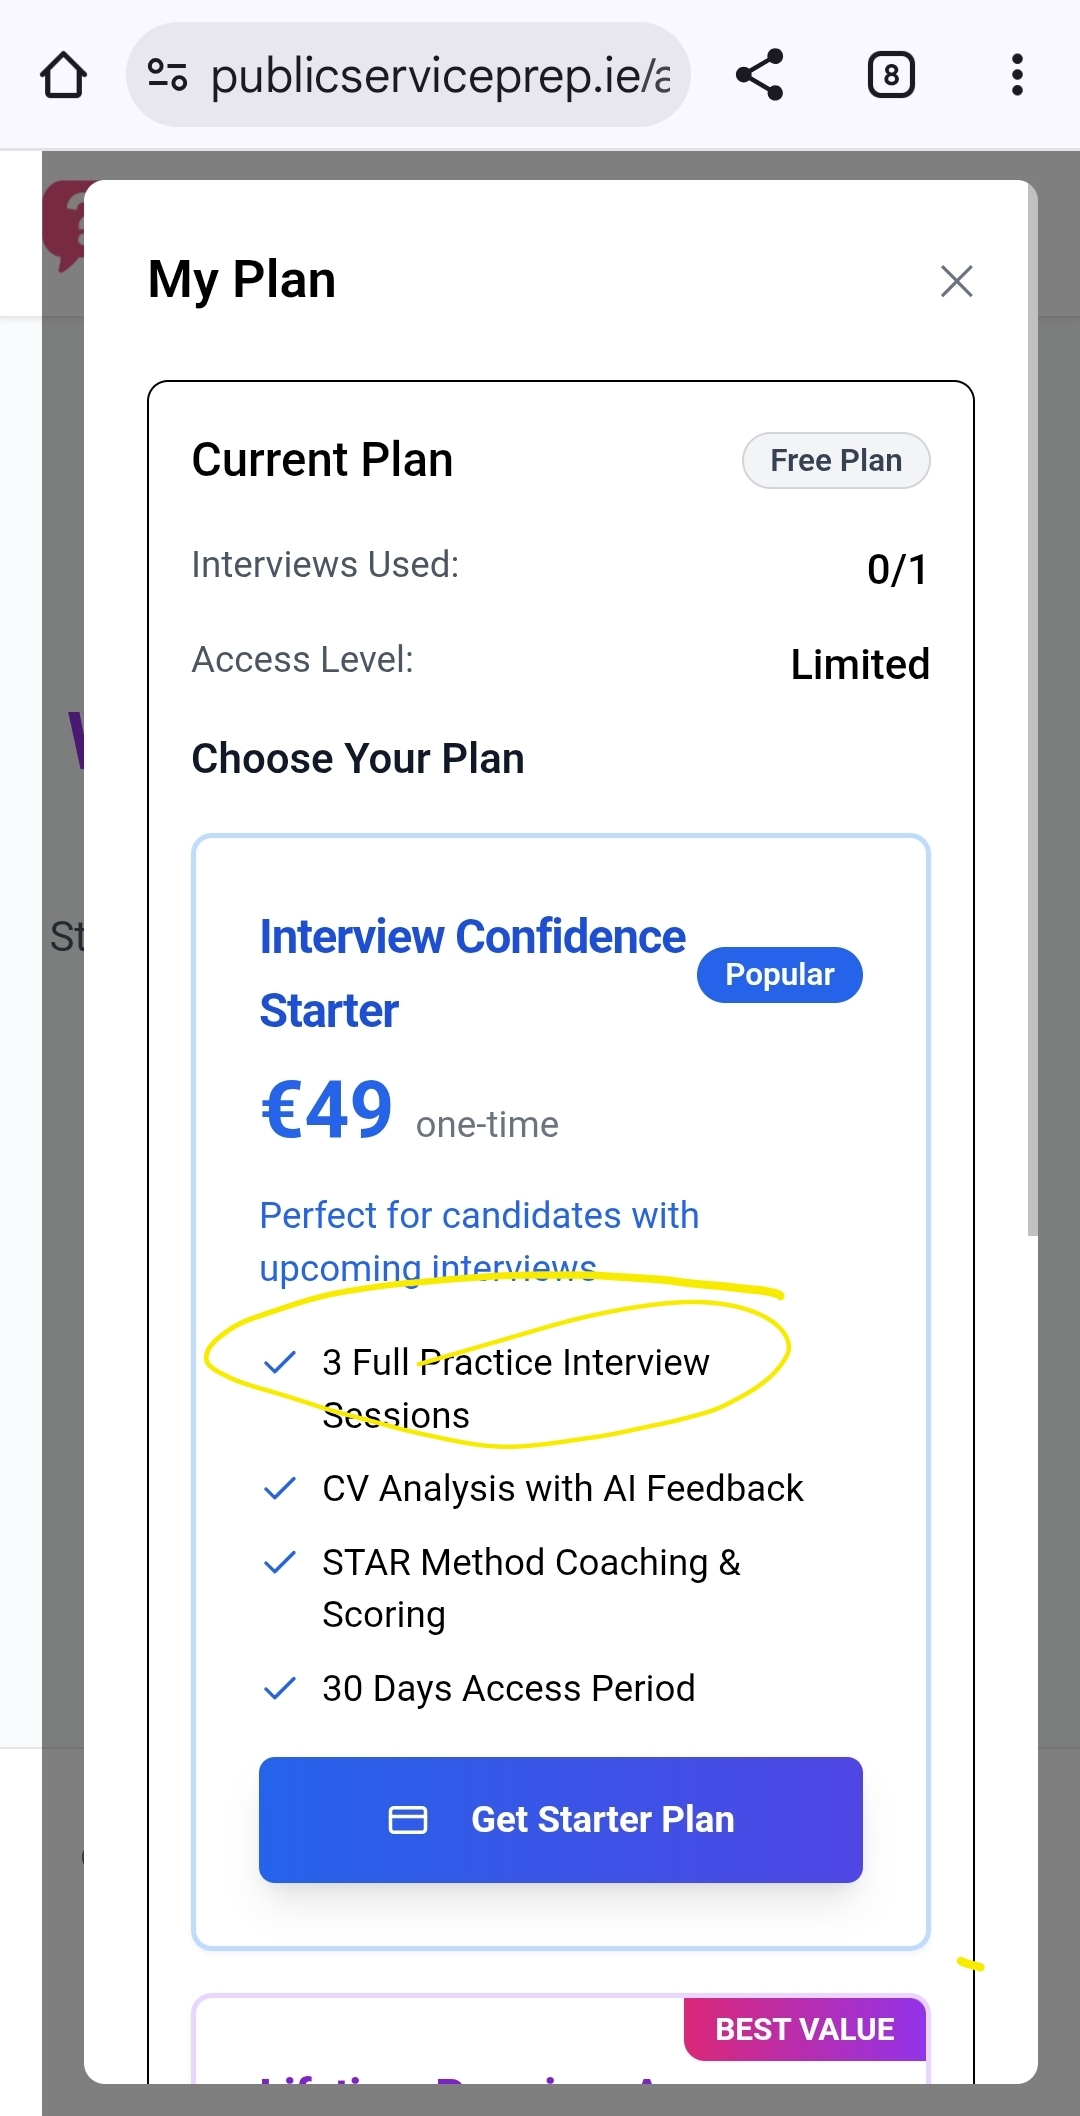 publicserviceprep.ie/a
8
My Plan
Current Plan
Free Plan
Interviews Used:
0/1
Access Level:
Limited
Choose Your Plan
Interview Confidence
Starter
Popular
€49 one-time
Perfect for candidates with
upcoming interviews
3 Full Practice Interview
Sessions
CV Analysis with AI Feedback
STAR Method Coaching &
Scoring
30 Days Access Period
Get Starter Plan
BEST VALUE
St